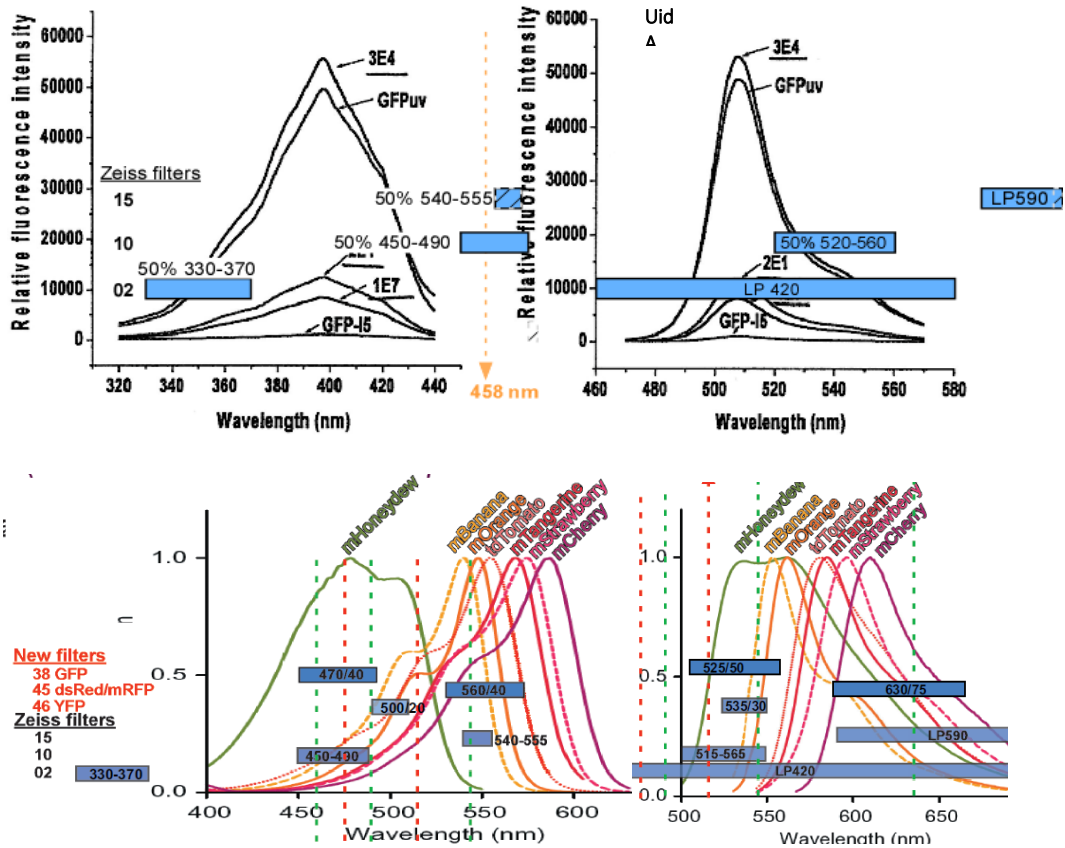 Relative fluorescence intensity
60000
50000
40000
30000
20000
10000
0
3E4
GFPuv
Zeiss filters
15
10
02
50% 540-555
50% 450-490
50% 330-370
1E7
GFP-I5
320
340
360
380
400
420
440
458 nm
Wavelength (nm)
Uid
Relative fluorescence intensity
60000
50000
40000
30000
20000
10000
0
3E4
GFPuv
LP590
50% 520-560
2E1
LP 420
GFP-I5
460
480
500
520
540
560
580
Wavelength (nm)
mHoneydew
mBanana
mOrange
tdTomato
mTangerine
mStrawberry
mCherry
1.0
0.5
0.0
New filters
38 GFP
45 dsRed/mRFP
46 YFP
Zeiss filters
15
10
02
330-370
470/40
500/20
560/40
540-555
450-490
400
450
500
550
600
Wavelength (nm)
mHoneydew
mBanana
mOrange
tdTomato
mTangerine
mStrawberry
mCherry
1.0
0.5
0.0
525/50
630/75
535/30
LP590
515-565
LP420
500
550
600
650
Wavelength (nm)